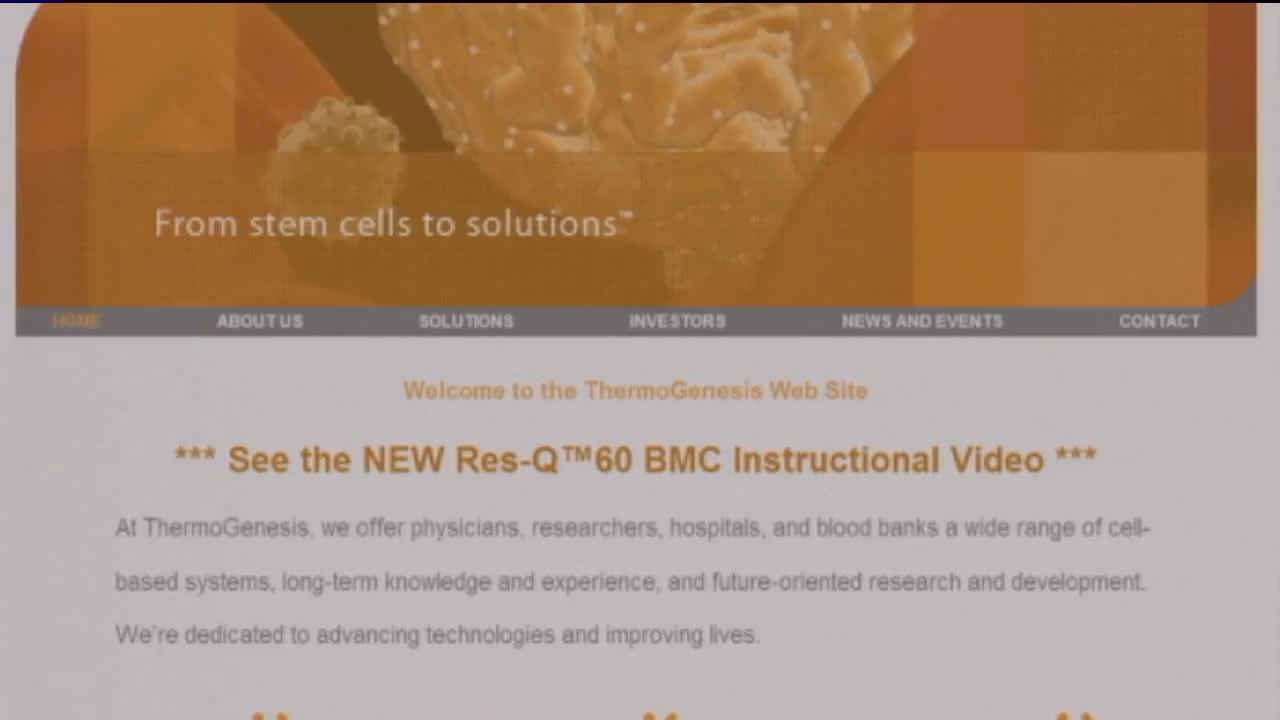 From stem cells to solutions™
HOME ABOUT US SOLUTIONS INVESTORS NEWS AND EVENTS CONTACT
Welcome to the ThermoGenesis Web Site
*** See the NEW Res-Q™60 BMC Instructional Video ***
At ThermoGenesis, we offer physicians, researchers, hospitals, and blood banks a wide range of cell-
based systems, long-term knowledge and experience, and future-oriented research and development.
We're dedicated to advancing technologies and improving lives.